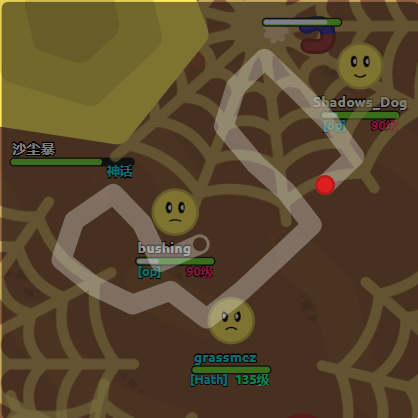 Shadows_Dog
[op] 90级
沙尘暴
神话
bushing
[op] 90级
grassmcz
[Hath] 135级